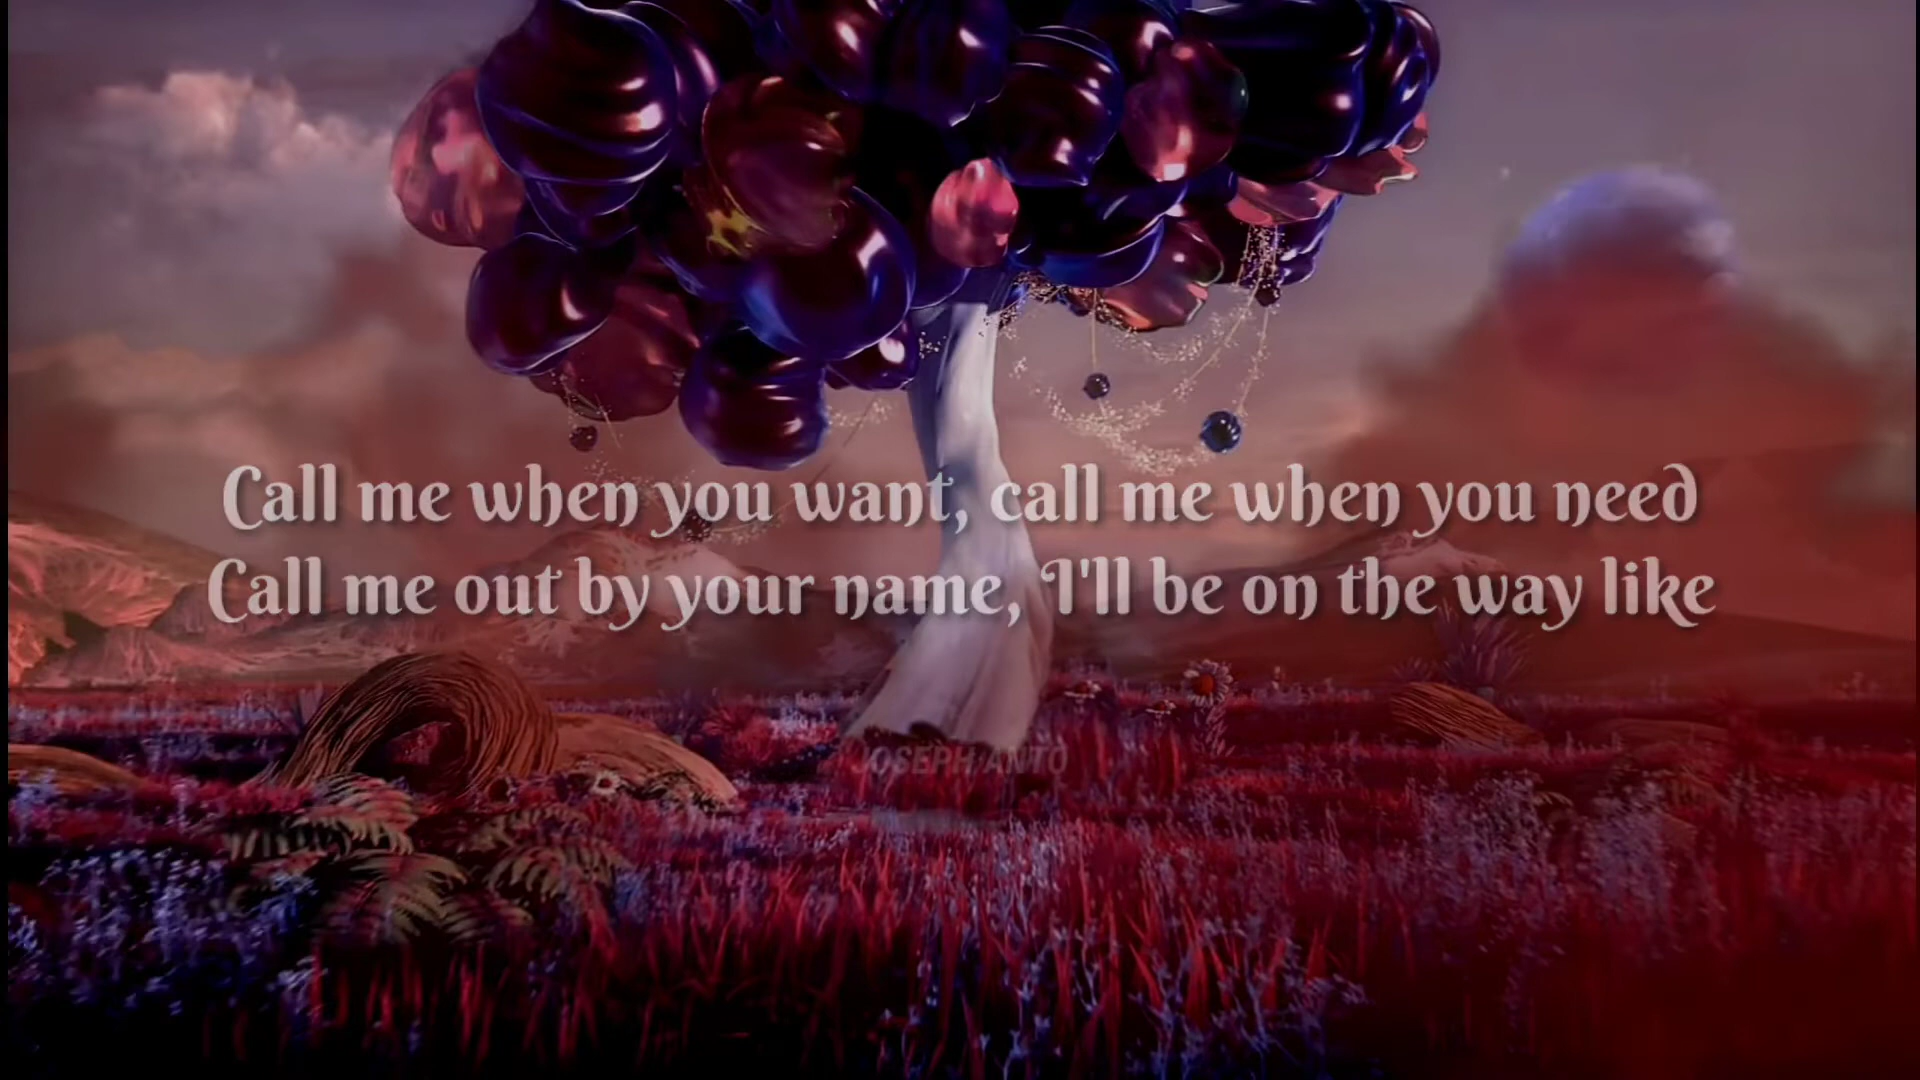 Call me when you want, call me when you need
Call me out by your name, I'll be on the way like
JOSEPH ANTO